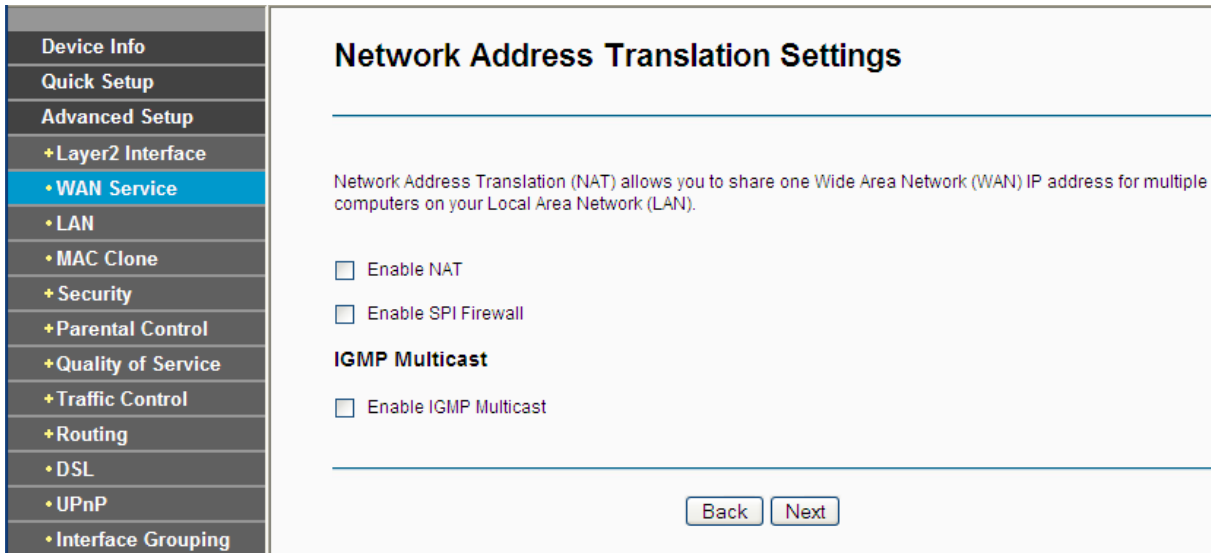 Device Info
Quick Setup
Advanced Setup
+Layer2 Interface
•WAN Service
•LAN
•MAC Clone
+Security
+Parental Control
+Quality of Service
+Traffic Control
+Routing
•DSL
•UPnP
•Interface Grouping
Network Address Translation Settings
Network Address Translation (NAT) allows you to share one Wide Area Network (WAN) IP address for multiple
computers on your Local Area Network (LAN).
Enable NAT
Enable SPI Firewall
IGMP Multicast
Enable IGMP Multicast
Back Next